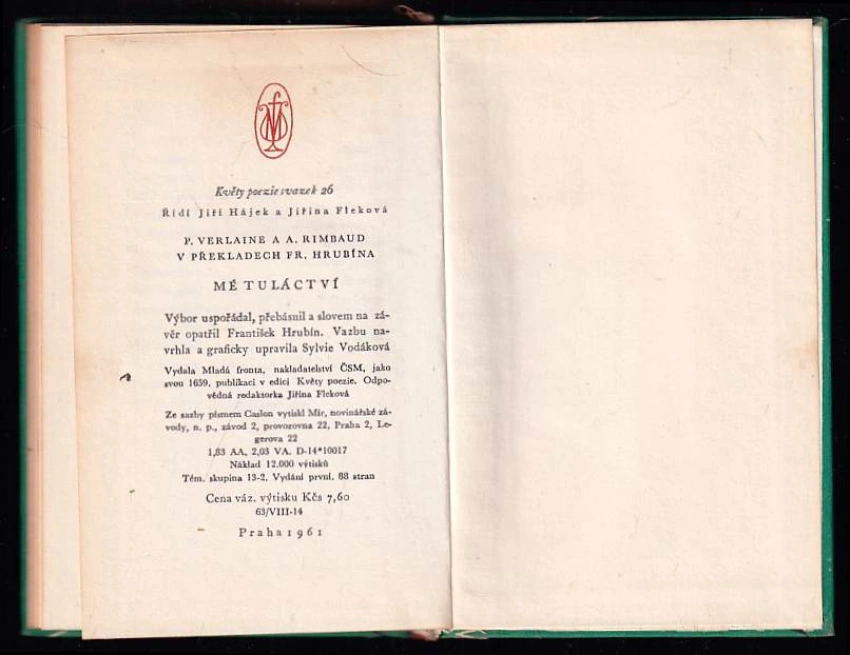 Květy poezie svazek 26
Řídí Jiří Hájek a Jiřina Fleková
P. VERLAINE A A. RIMBAUD
V PŘEKLADECH FR. HRUBÍNA
MÉ TULÁCTVÍ
Výbor uspořádal, přebásnil a slovem na zá-
věr opatřil František Hrubín. Vazbu na-
vrhla a graficky upravila Sylvie Vodáková
Vydala Mladá fronta, nakladatelství ČSM, jako
svou 1659. publikaci v edici Květy poezie. Odpo-
vědná redaktorka Jiřina Fleková
Ze sazby písmem Caslon vytiskl Mír, novinářské zá-
vody, n. p., závod 2, provozovna 22, Praha 2, Le-
gerova 22
1,83 AA, 2,03 VA. D-14*10017
Náklad 12.000 výtisků
Tém. skupina 13-2. Vydání první. 88 stran
Cena váz. výtisku Kčs 7,60
63/VIII-14
Praha 1961